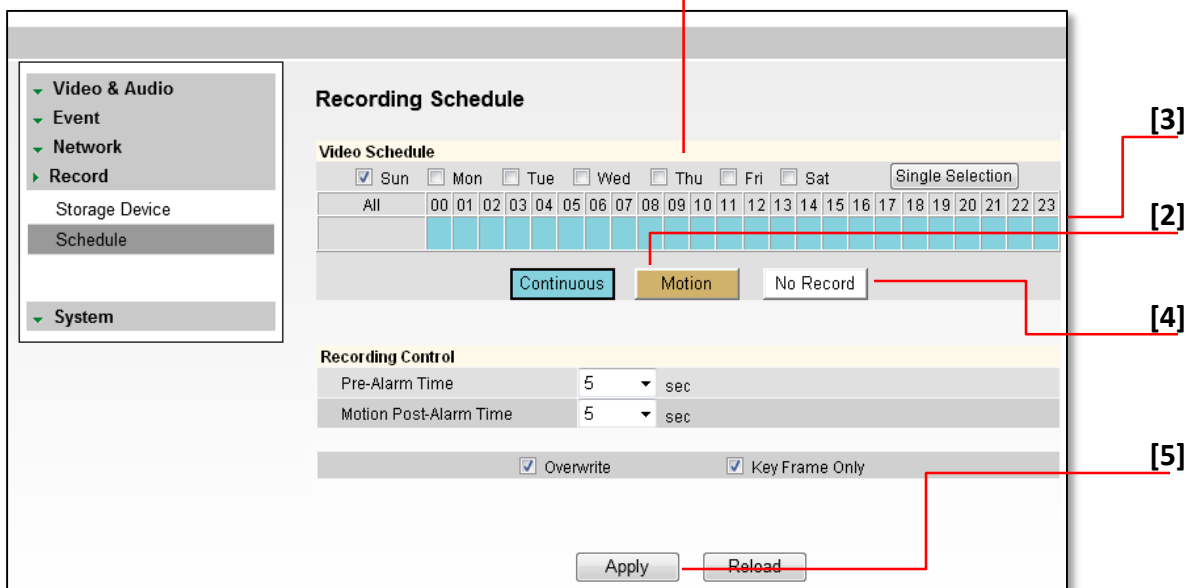 Video & Audio
Event
Network
Record
Storage Device
Schedule
System
Recording Schedule
Video Schedule
Sun Mon Tue Wed Thu Fri Sat Single Selection
All 00 01 02 03 04 05 06 07 08 09 10 11 12 13 14 15 16 17 18 19 20 21 22 23
Continuous Motion No Record
Recording Control
Pre-Alarm Time 5 sec
Motion Post-Alarm Time 5 sec
Overwrite Key Frame Only
Apply Reload
[3]
[2]
[4]
[5]